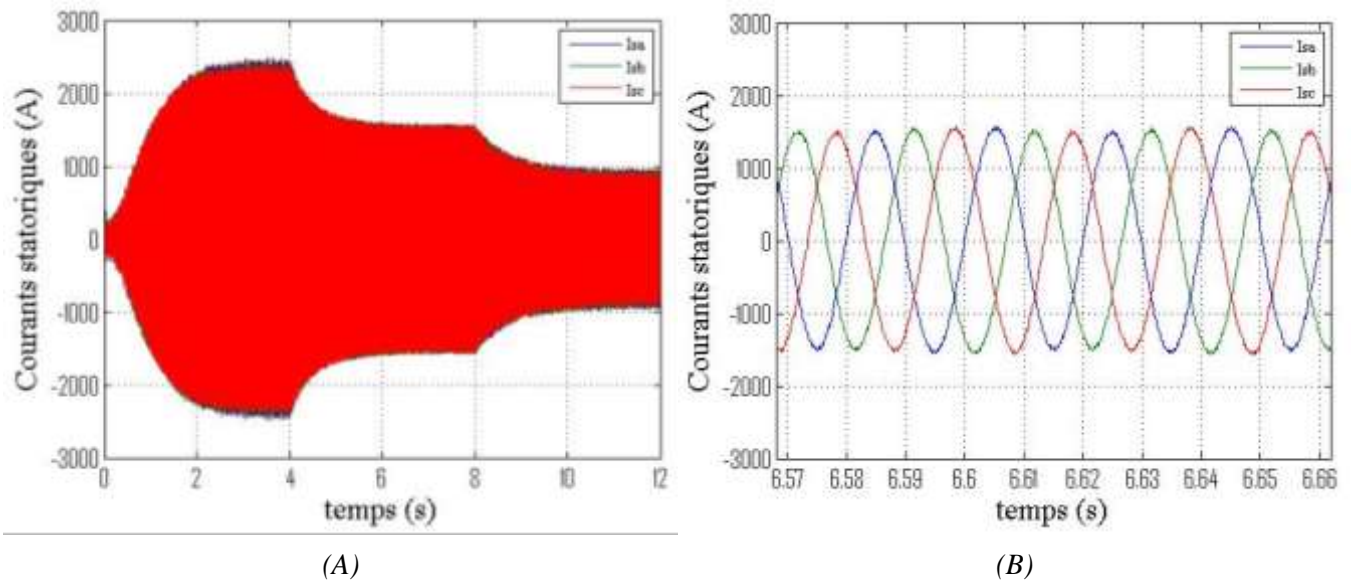 3000
2000
1000
0
-1000
-2000
-3000
Courants statoriques (A)
Isa
Isb
Isc
0 2 4 6 8 10 12
temps (s)
(A)
3000
2000
1000
0
-1000
-2000
-3000
Courants statoriques (A)
Isa
Isb
Isc
6.57 6.58 6.59 6.6 6.61 6.62 6.63 6.64 6.65 6.66
temps (s)
(B)